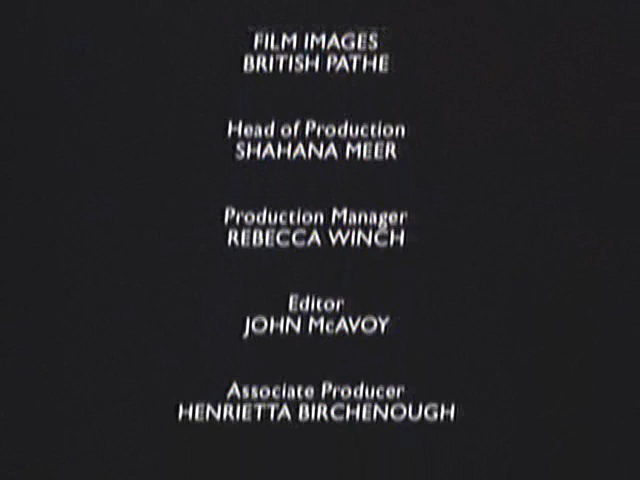 FILM IMAGES
BRITISH PATHE
Head of Production
SHAHANA MEER
Production Manager
REBECCA WINCH
Editor
JOHN McAVOY
Associate Producer
HENRIETTA BIRCHENOUGH